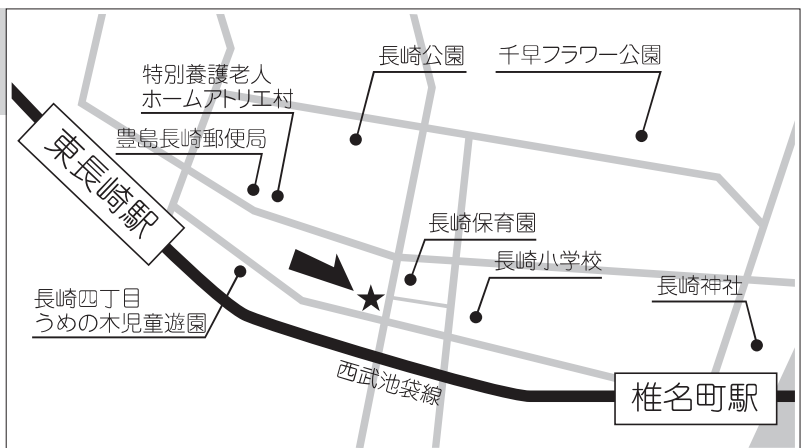 長崎公園
千早フラワー公園
特別養護老人
ホームアトリエ村
豊島長崎郵便局
東長崎駅
長崎保育園
長崎小学校
長崎神社
長崎四丁目
うめの木児童遊園
西武池袋線
椎名町駅